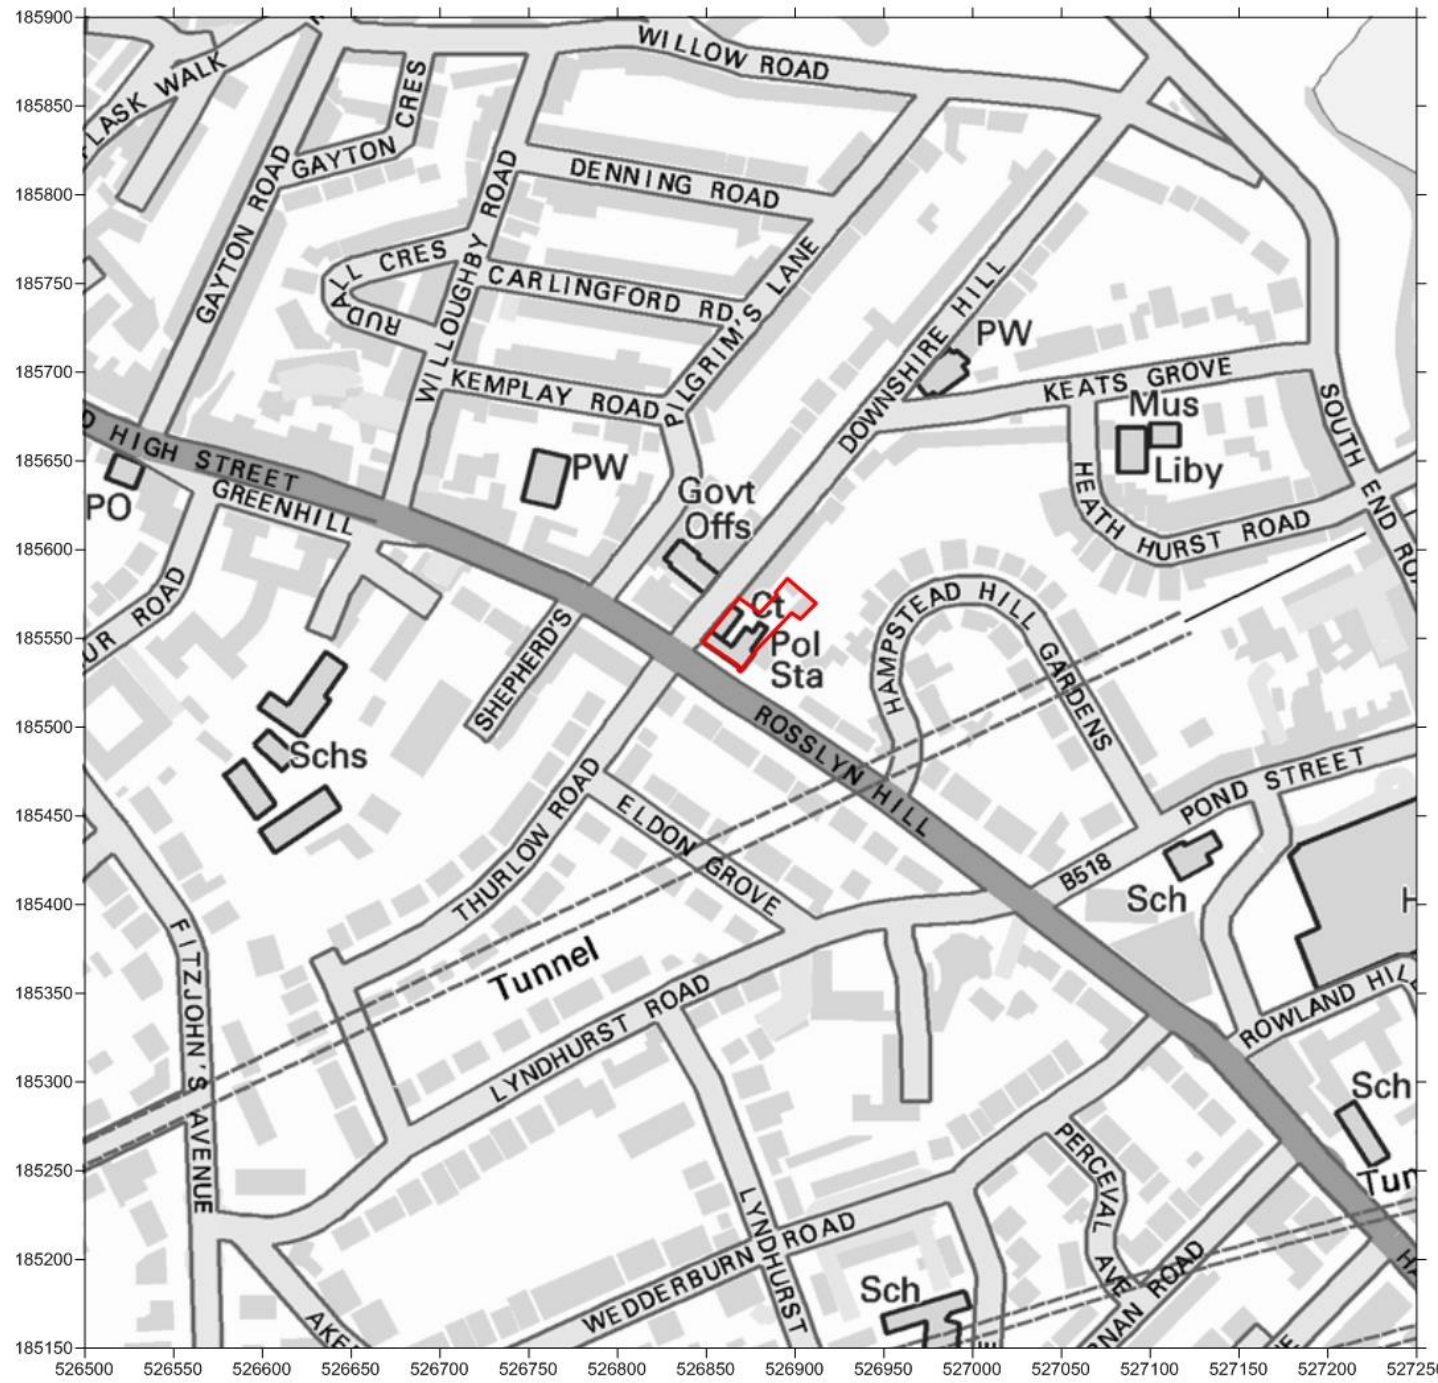 185900
185850
185800
185750
185700
185650
185600
185550
185500
185450
185400
185350
185300
185250
185200
185150
WILLOW ROAD
FLASK WALK
GAYTON CRES
GAYTON ROAD
DENNING ROAD
WILLOUGHBY ROAD
RUDALL CRES
CARLINGFORD RD
PILGRIM'S LANE
DOWNSHIRE HILL
PW
KEMPLAY ROAD
KEATS GROVE
Mus
Liby
SOUTH END RO
D HIGH STREET
GREENHILL
PO
PW
Govt
Offs
HEATH HURST ROAD
UR ROAD
Ct
Pol
Sta
HAMPSTEAD HILL GARDENS
SHEPHERD'S
Schs
ROSSLYN HILL
POND STREET
B518
Sch
H
THURLOW ROAD
ELDON GROVE
FITZJOHN'S AVENUE
Tunnel
LYNDHURST ROAD
ROWLAND HIL
Sch
Tun
PERCEVAL AVE
LYNDHURST
WEDDERBURN ROAD
NAN ROAD
Sch
AKE
526500 526550 526600 526650 526700 526750 526800 526850 526900 526950 527000 527050 527100 527150 527200 52725